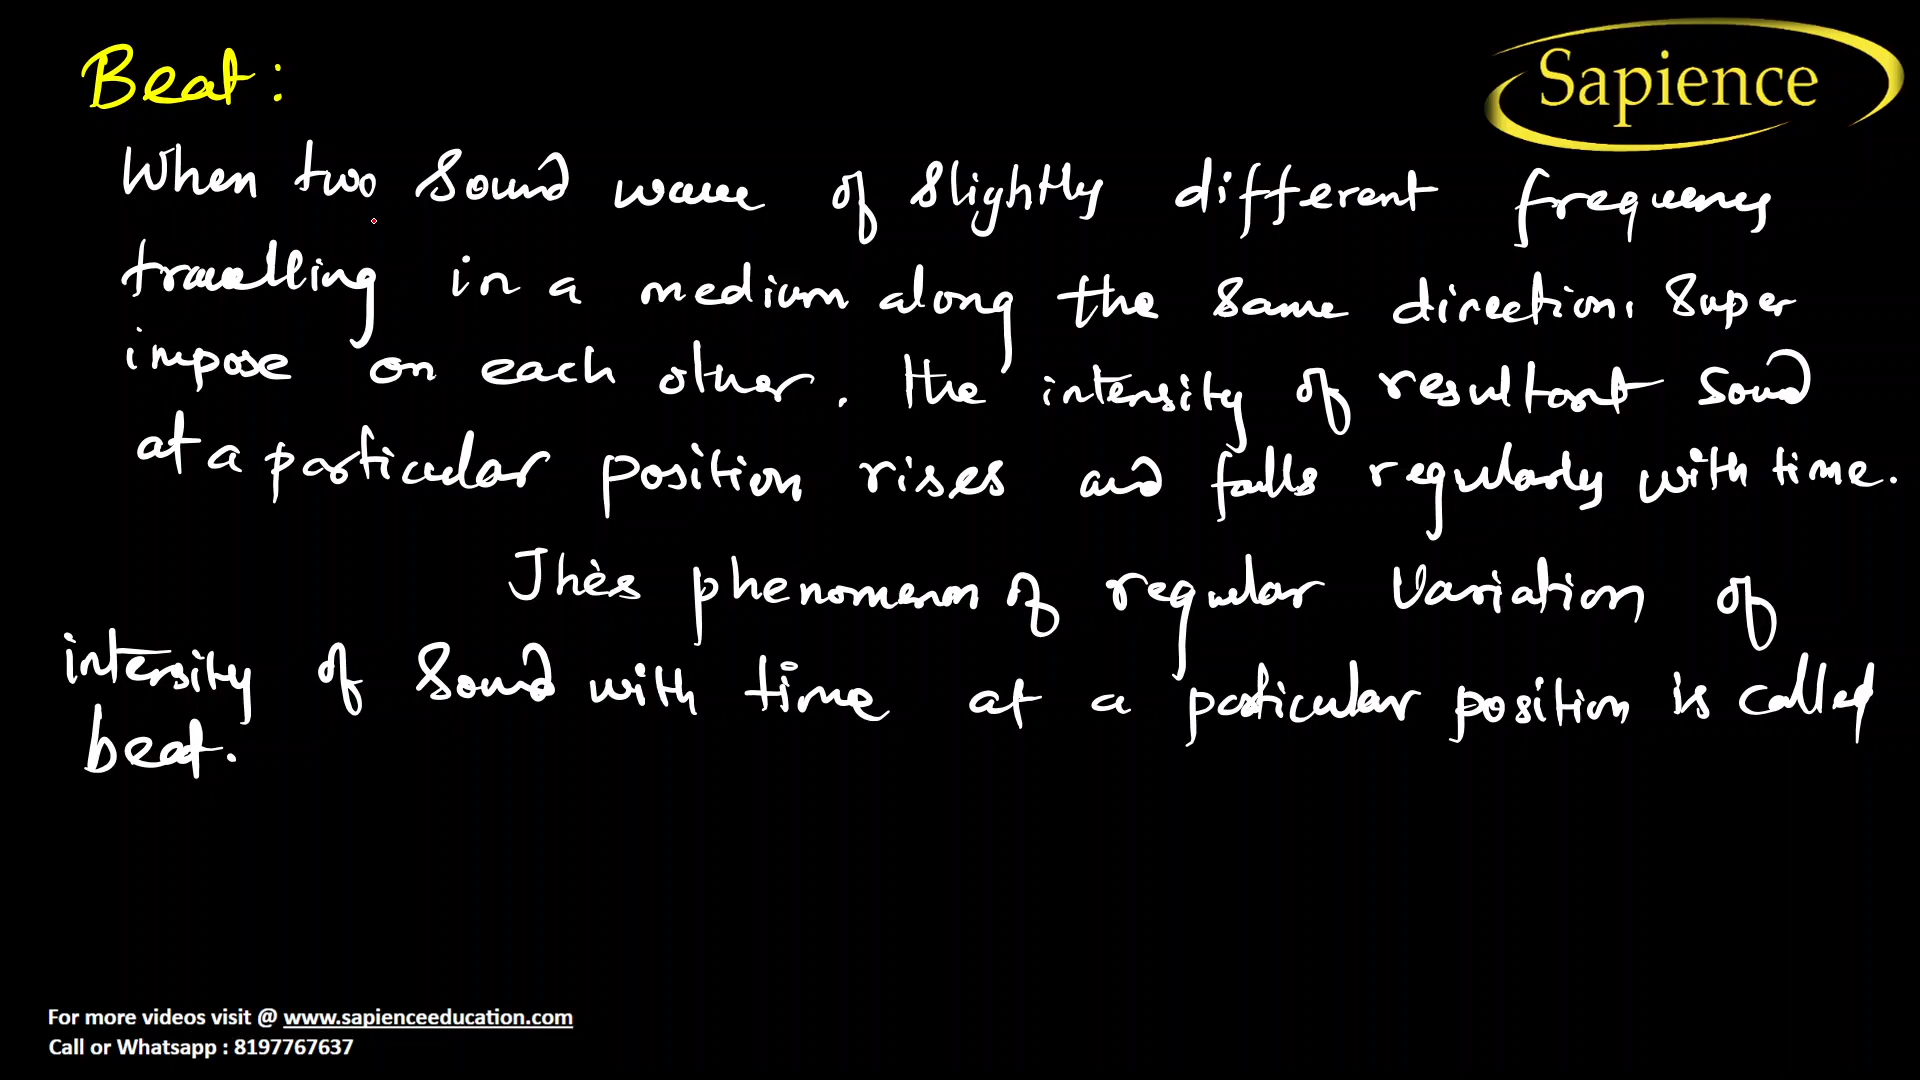 Beat:
Sapience
When two sound wave of slightly different frequency
travelling in a medium along the same direction, super
impose on each other. the intensity of resultant sound
at a particular position rises and falls regularly with time.
This phenomenon of regular variation of
intensity of sound with time at a particular position is called
beat.
For more videos visit @ www.sapienceeducation.com
Call or Whatsapp : 8197767637